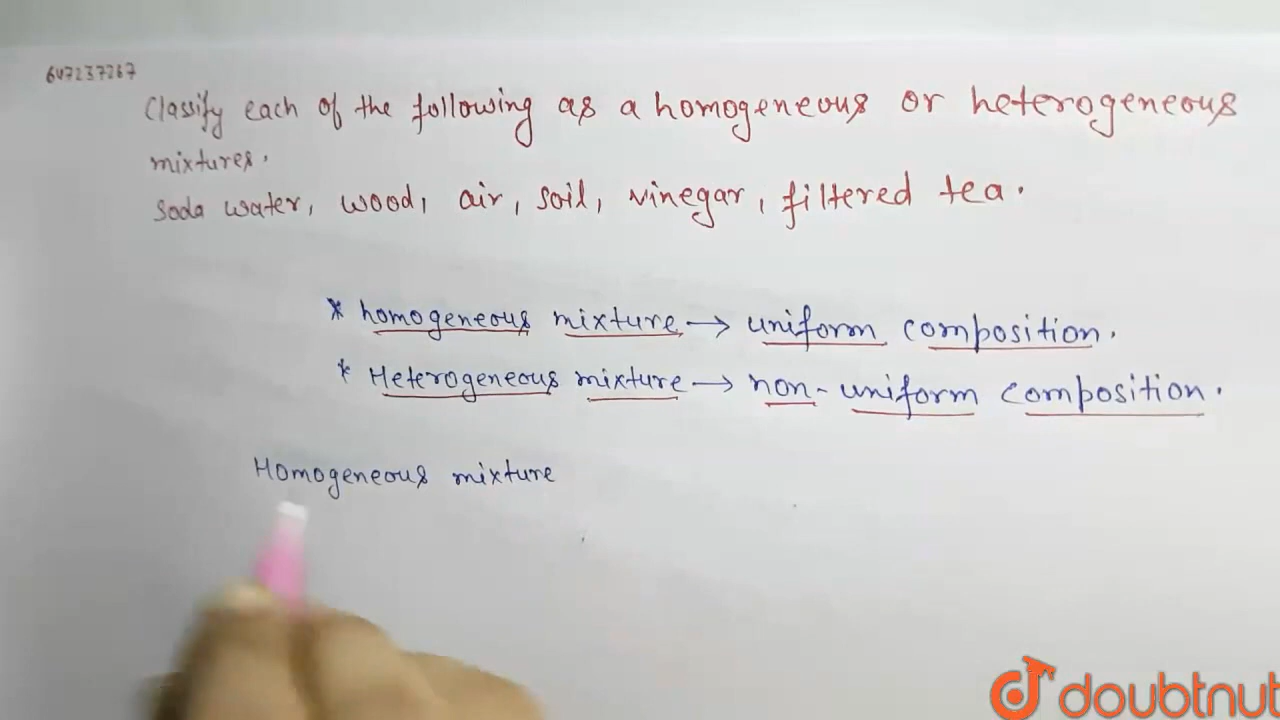 647237267
Classify each of the following as a homogeneous or heterogeneous
mixtures.
Soda water, wood, air, soil, vinegar, filtered tea.
* homogeneous mixture → uniform composition.
* Heterogeneous mixture → non-uniform composition.
Homogeneous mixture
doubtnut